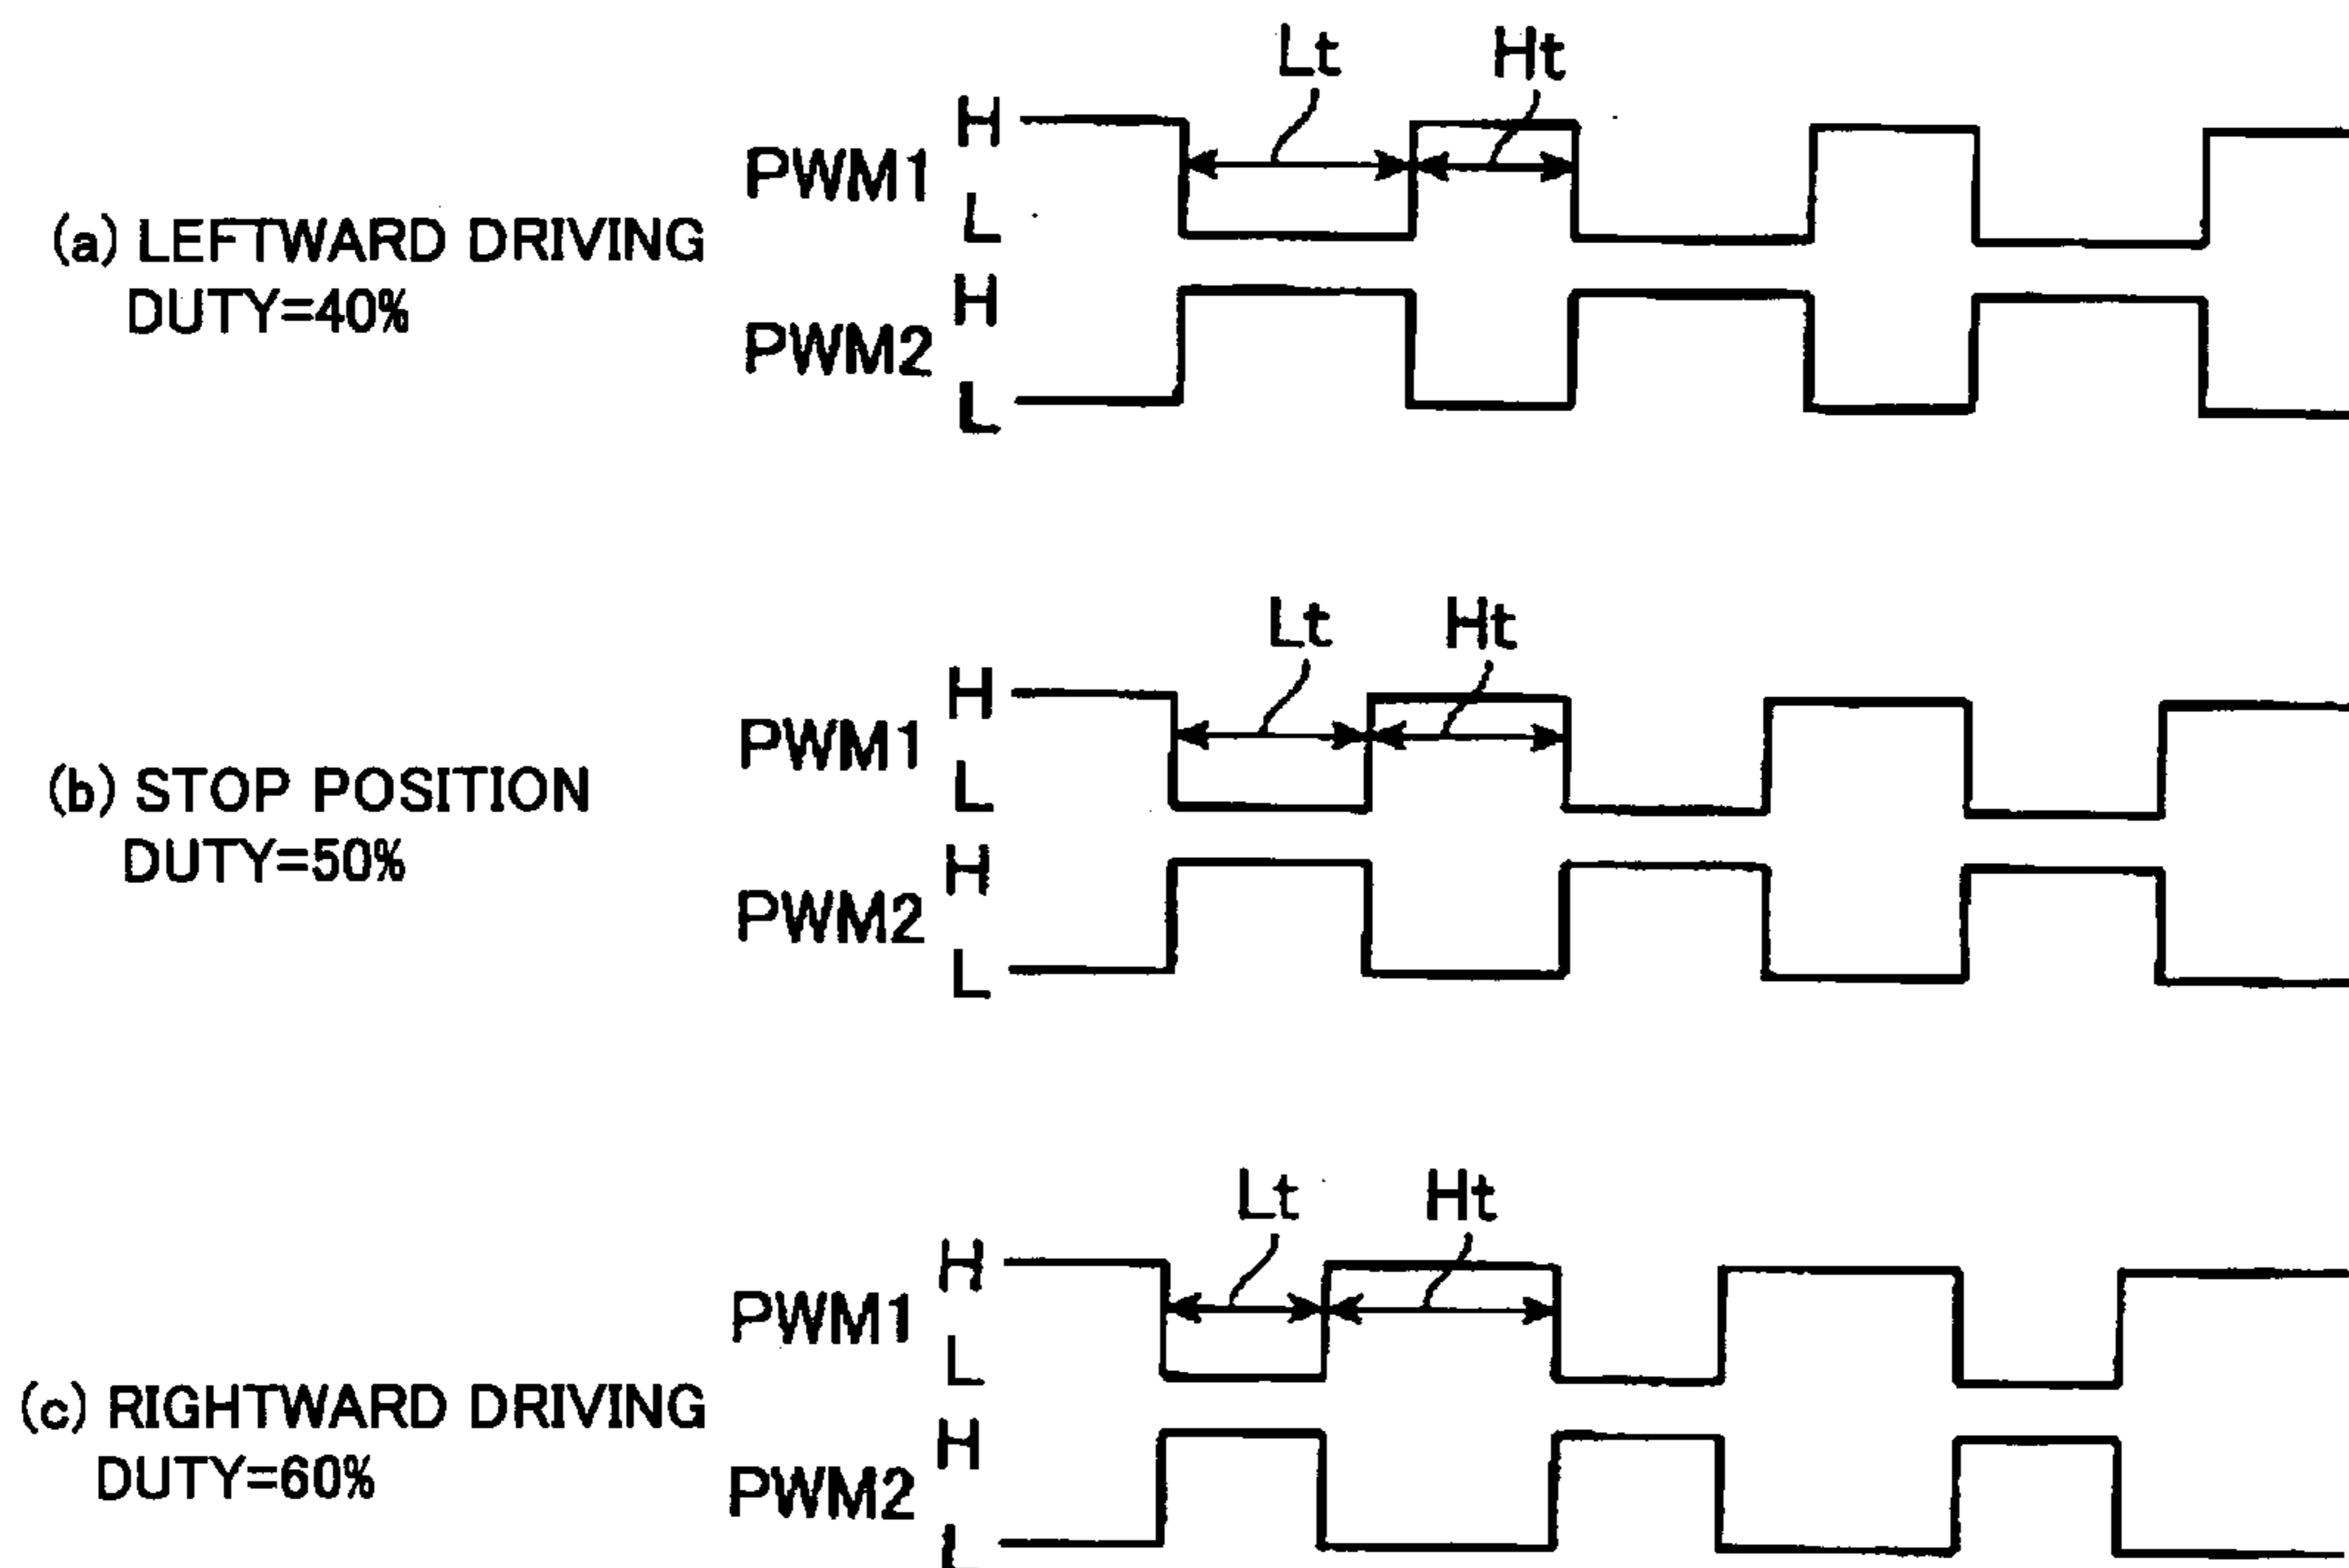 Lt Ht
H
PWM1
L
(a) LEFTWARD DRIVING
DUTY=40%
H
PWM2
L
Lt Ht
H
PWM1
L
(b) STOP POSITION
DUTY=50%
H
PWM2
L
Lt Ht
H
PWM1
L
(c) RIGHTWARD DRIVING
DUTY=60%
H
PWM2
L